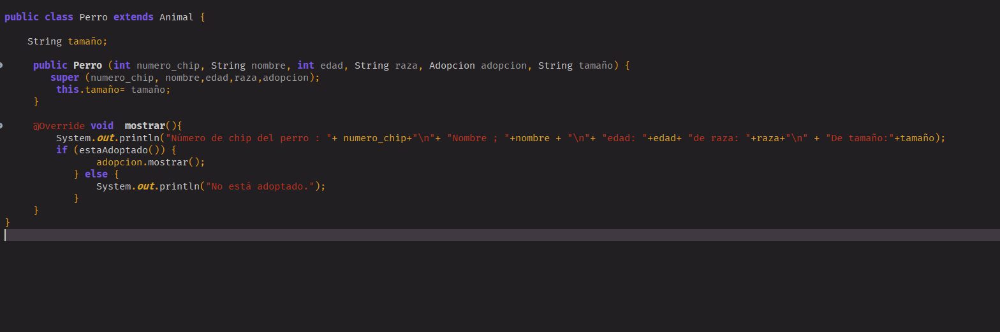 public class Perro extends Animal {
String tamaño;
public Perro (int numero_chip, String nombre, int edad, String raza, Adopcion adopcion, String tamaño) {
super (numero_chip, nombre,edad,raza,adopcion);
this.tamaño= tamaño;
}
@Override void  mostrar(){
System.out.println("Número de chip del perro : "+ numero_chip+"\n"+ "Nombre ; "+nombre + "\n"+ "edad: "+edad+ "de raza: "+raza+"\n" + "De tamaño:"+tamaño);
if (estaAdoptado()) {
adopcion.mostrar();
} else {
System.out.println("No está adoptado.");
}
}
}